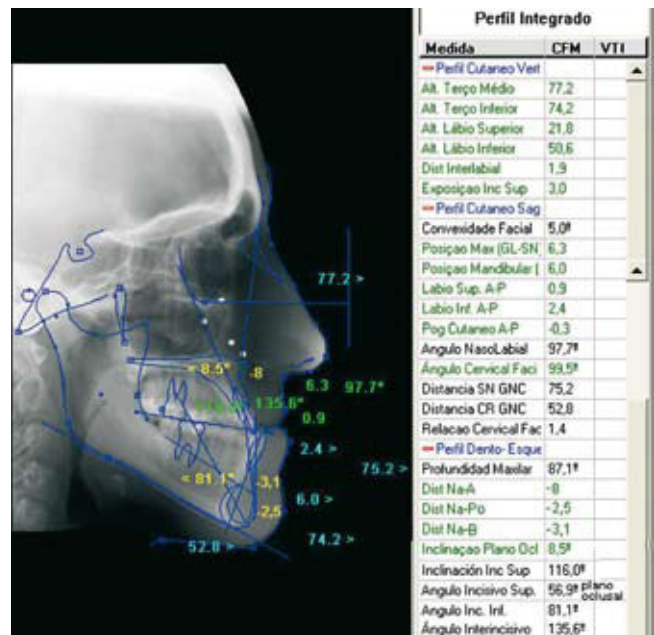 Perfil Integrado
Medida CFM VTI
Perfil Cutaneo Vert
Alt. Terço Médio 77,2
Alt. Terço Inferior 74,2
Alt. Lábio Superior 21,8
Alt. Lábio Inferior 50,6
Dist Interlabial 1,9
Exposiçao Inc Sup 3,0
Perfil Cutaneo Sag
Convexidade Facial 5,0º
Posiçao Max (GL-SN) 6,3
Posiçao Mandibular ( 6,0
Labio Sup. A-P 0,9
Labio Inf. A-P 2,4
Pog Cutaneo A-P -0,3
Angulo NasoLabial 97,7º
Ángulo Cervical Faci 99,5º
Distancia SN GNC 75,2
Distancia CR GNC 52,8
Relacao Cervical Fac 1,4
Perfil Dento-Esque
Profundidad Maxilar 87,1º
Dist Na-A -8
Dist Na-Po -2,5
Dist Na-B -3,1
Inclinaçao Plano Ocl 8,5º
Inclinación Inc Sup 116,0º
Angulo Incisivo Sup. 56,9º plano oclusal
Angulo Inc. Inf. 81,1º
Ángulo Interincisivo 135,6º
77.2 >
< 8.5° -8
6.3 97.7°
135.6°
0.9
2.4 >
75.2 >
< 81.1° -3,1
6.0 >
-2,5
74.2 >
52.8 >